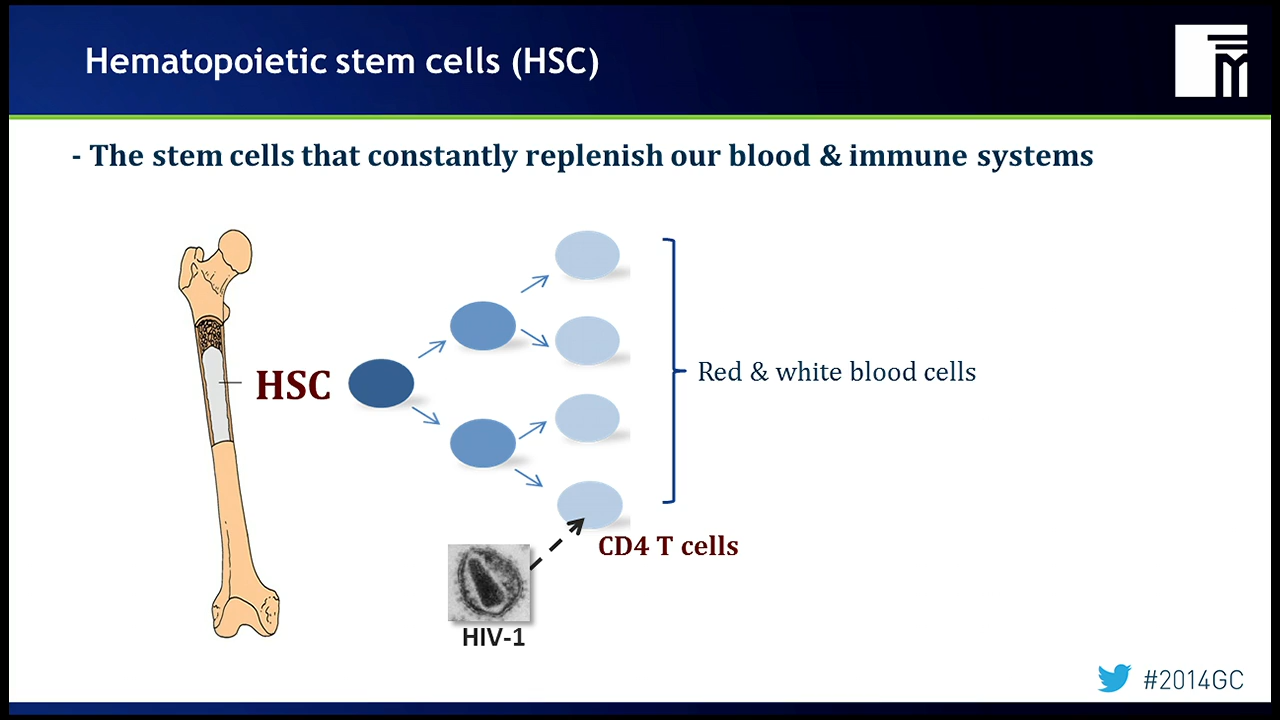 Hematopoietic stem cells (HSC)
- The stem cells that constantly replenish our blood & immune systems
HSC
Red & white blood cells
CD4 T cells
HIV-1
#2014GC